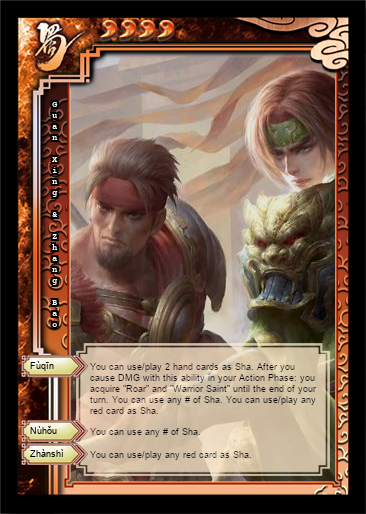 蜀
Guan Xing & Zhang Bao
Fùqīn
You can use/play 2 hand cards as Sha. After you
cause DMG with this ability in your Action Phase: you
acquire "Roar" and "Warrior Saint" until the end of your
turn. You can use any # of Sha. You can use/play any
red card as Sha.
Nùhǒu
You can use any # of Sha.
Zhànshì
You can use/play any red card as Sha.